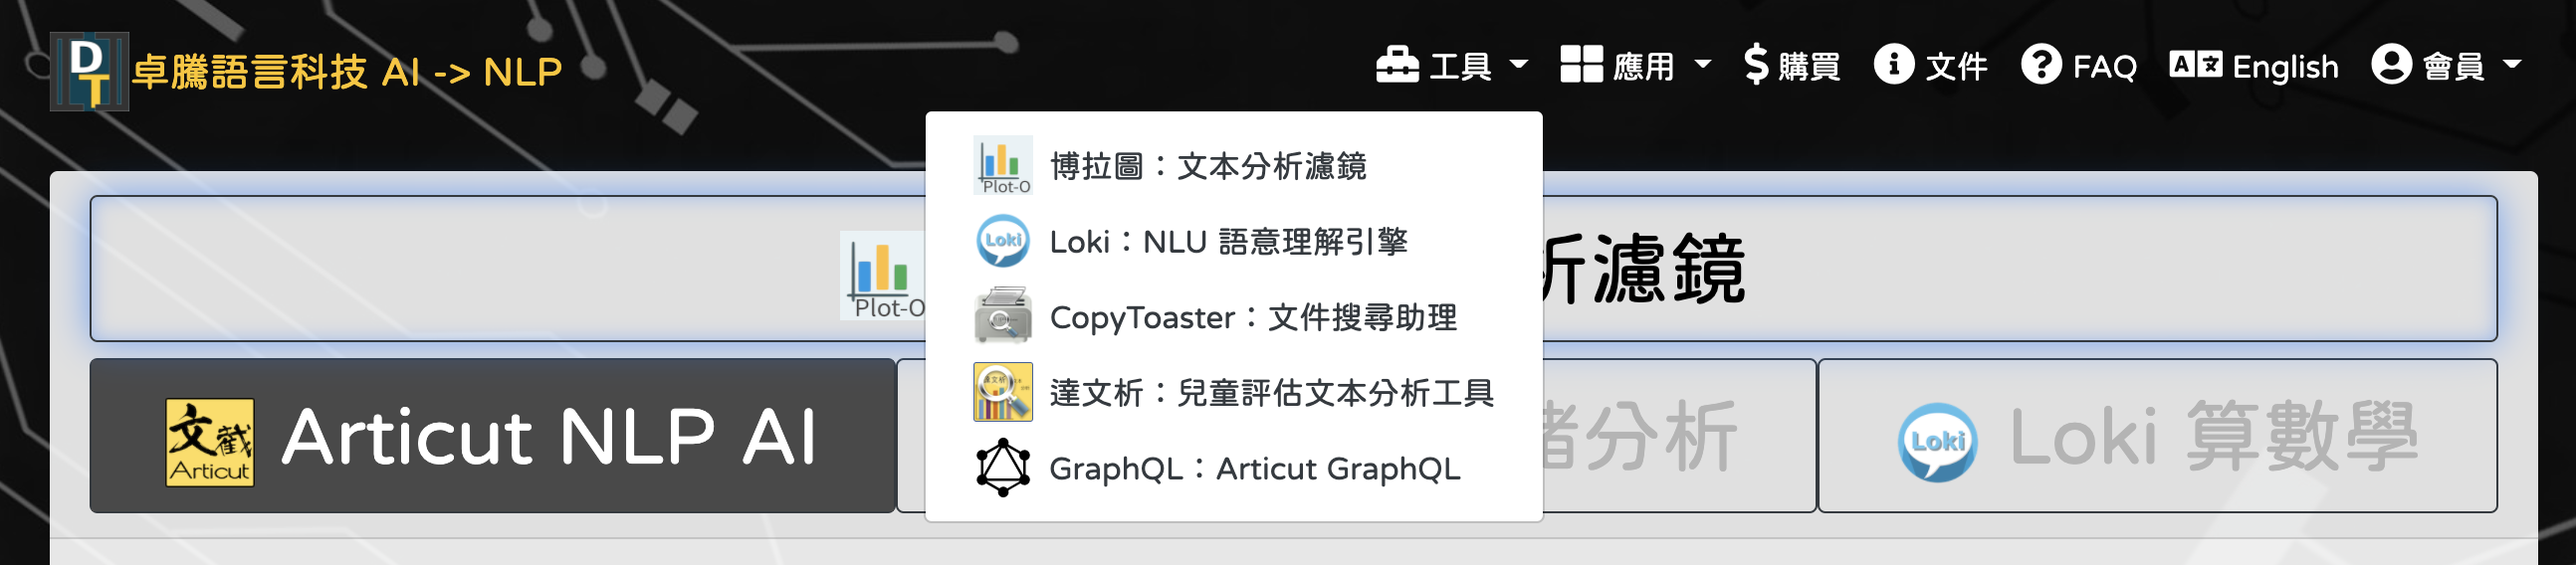 DT 卓騰語言科技 AI -> NLP
工具 應用 購買 文件 FAQ English 會員
Plot-O 博拉圖：文本分析濾鏡
Loki Loki：NLU 語意理解引擎
CopyToaster：文件搜尋助理
達文析：兒童評估文本分析工具
GraphQL：Articut GraphQL
Plot-O 析濾鏡
文截 Articut Articut NLP AI
緒分析
Loki Loki 算數學